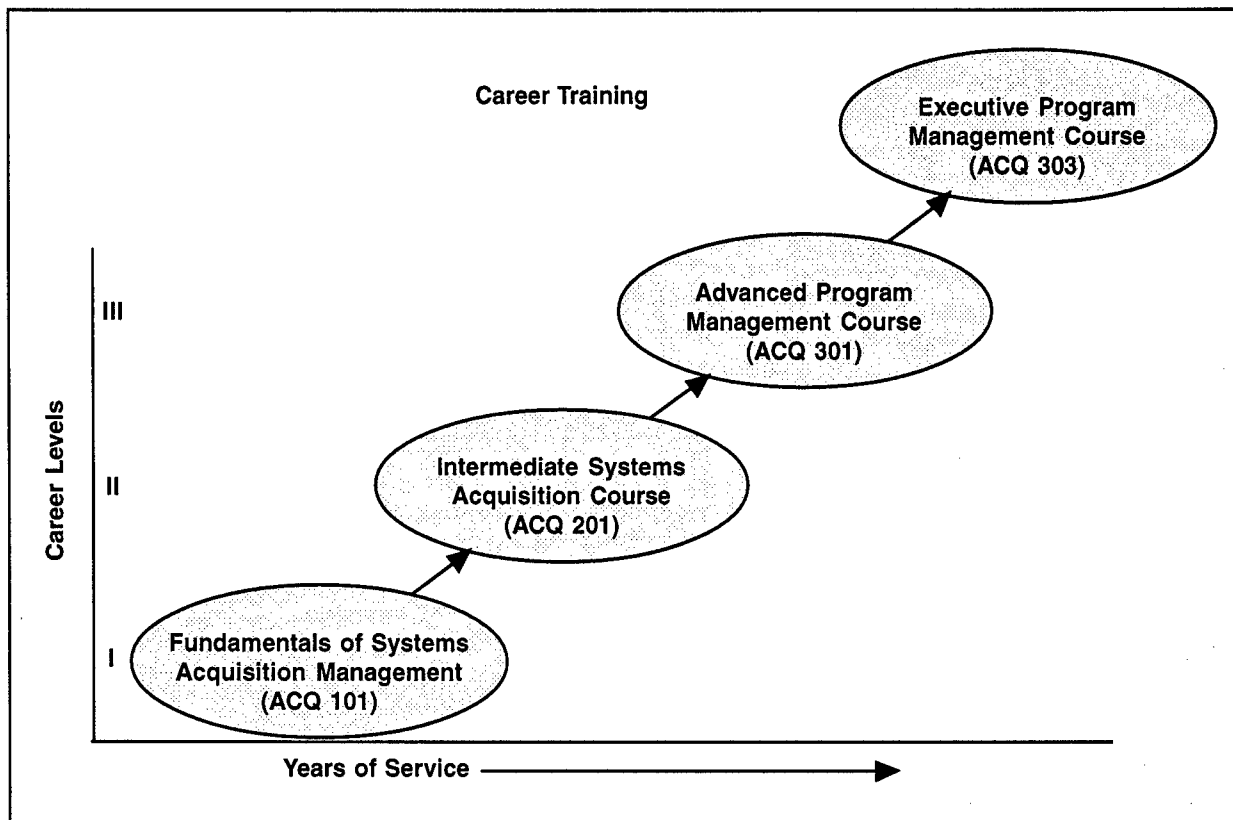 Career Training
Executive Program
Management Course
(ACQ 303)
Advanced Program
Management Course
(ACQ 301)
Intermediate Systems
Acquisition Course
(ACQ 201)
Fundamentals of Systems
Acquisition Management
(ACQ 101)
Career Levels
III
II
I
Years of Service